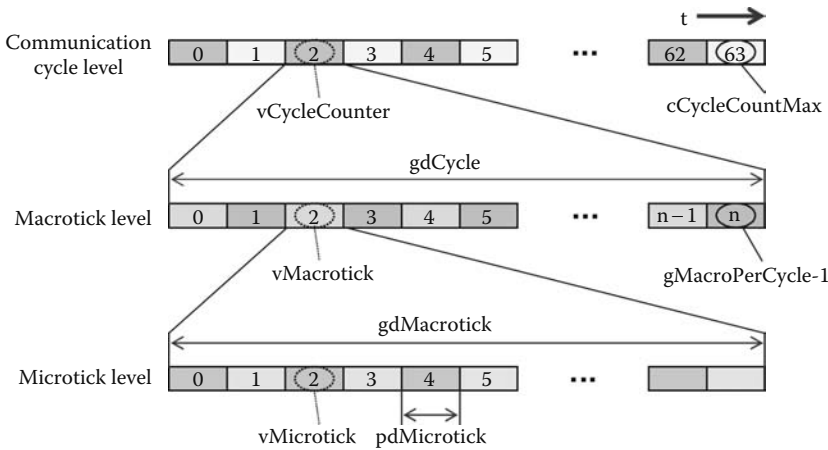 t
Communication
cycle level
0 1 2 3 4 5 ... 62 63
vCycleCounter
cCycleCountMax
gdCycle
Macrotick level
0 1 2 3 4 5 ... n – 1 n
vMacrotick
gMacroPerCycle-1
gdMacrotick
Microtick level
0 1 2 3 4 5 ...
vMicrotick
pdMicrotick